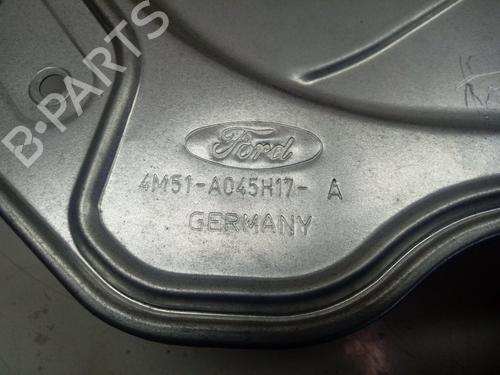 B-PARTS
Ford
4M51-A045H17- A
GERMANY